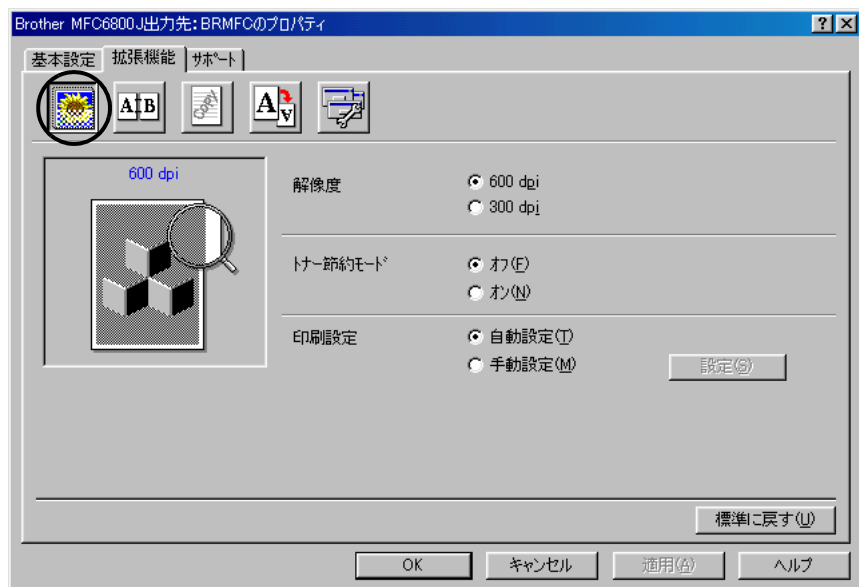 Brother MFC6800J出力先: BRMFCのプロパティ
? ×
基本設定 拡張機能 ｻﾎﾟｰﾄ
A B COPY A A
600 dpi
解像度 600 dpi
300 dpi
ﾄﾅｰ節約ﾓｰﾄﾞ ｵﾌ(F)
ｵﾝ(N)
印刷設定 自動設定(T)
手動設定(M) 設定(S)
標準に戻す(U)
OK キャンセル 適用(A) ヘルプ